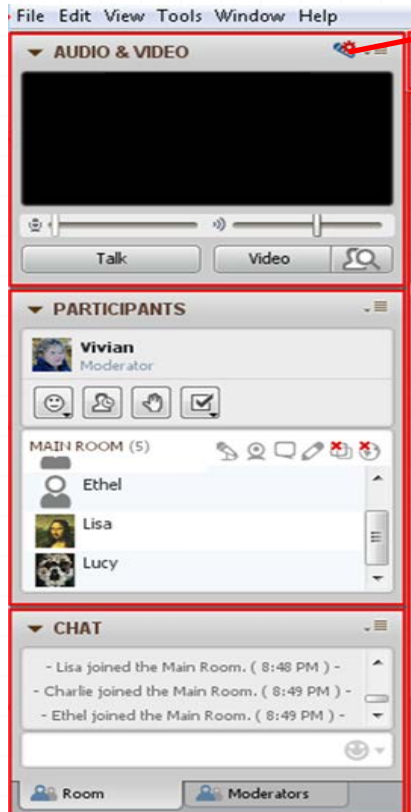 File Edit View Tools Window Help
AUDIO & VIDEO
Talk
Video
PARTICIPANTS
Vivian
Moderator
MAIN ROOM (5)
Ethel
Lisa
Lucy
CHAT
- Lisa joined the Main Room. ( 8:48 PM ) -
- Charlie joined the Main Room. ( 8:49 PM ) -
- Ethel joined the Main Room. ( 8:49 PM ) -
Room
Moderators